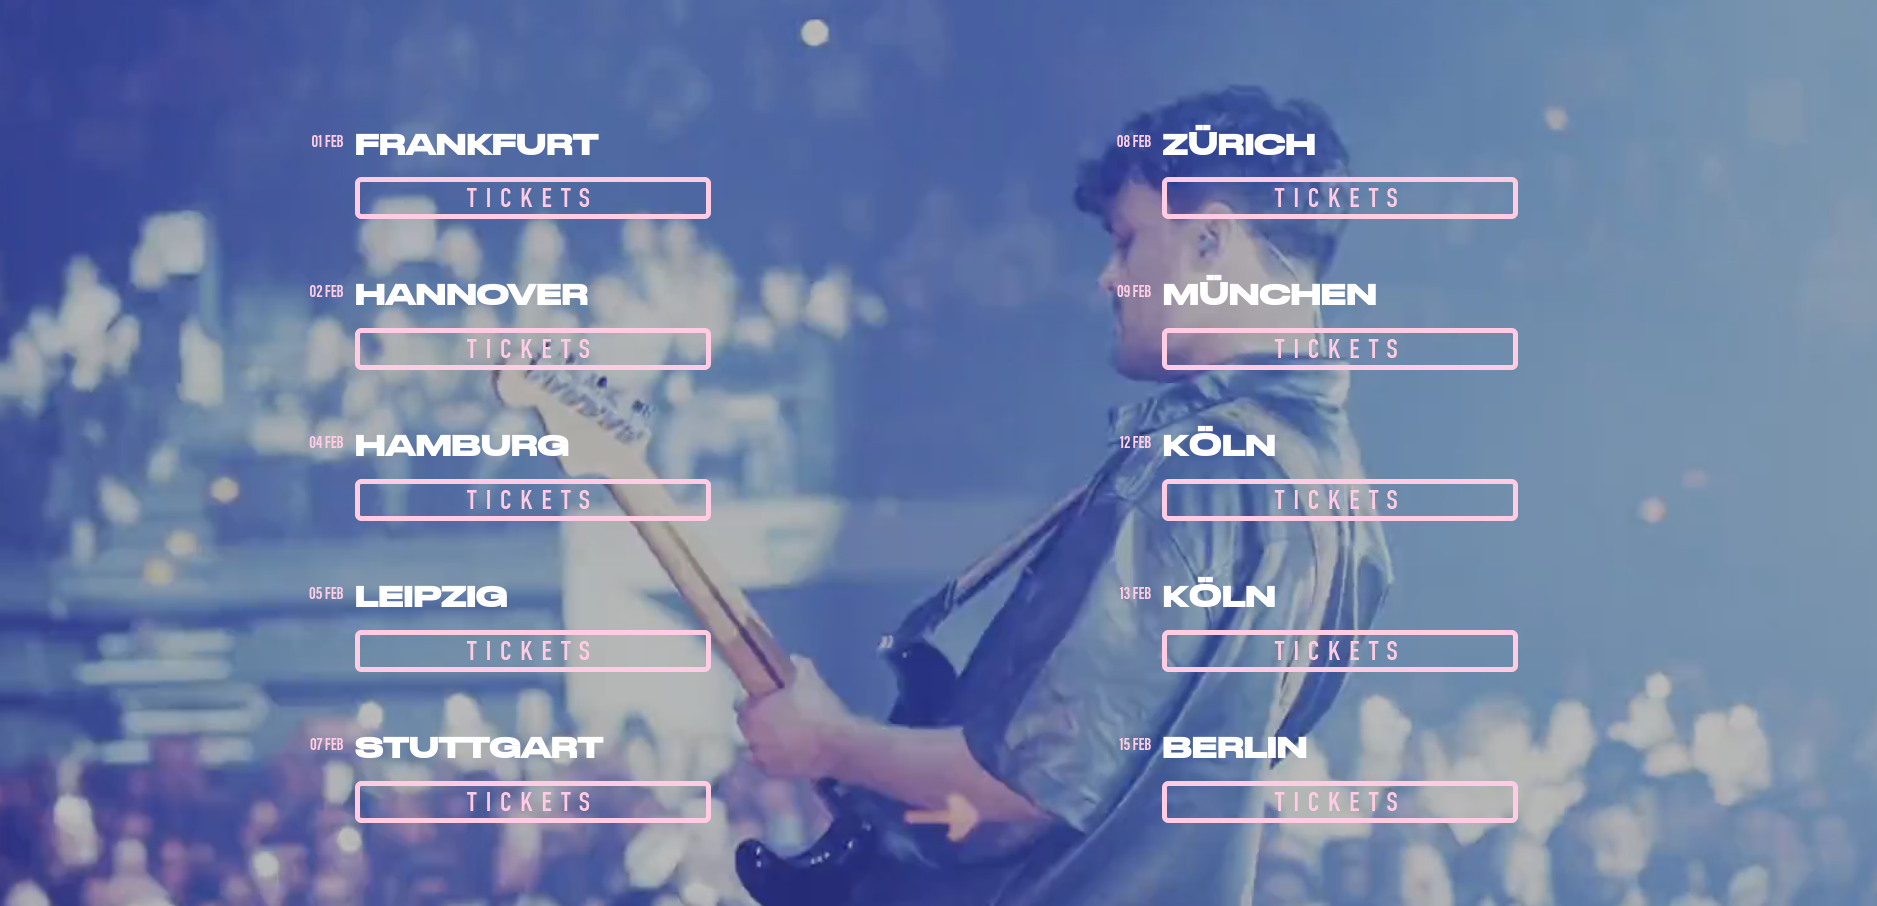 01 FEB FRANKFURT
TICKETS
02 FEB HANNOVER
TICKETS
04 FEB HAMBURG
TICKETS
05 FEB LEIPZIG
TICKETS
07 FEB STUTTGART
TICKETS
08 FEB ZÜRICH
TICKETS
09 FEB MÜNCHEN
TICKETS
12 FEB KÖLN
TICKETS
13 FEB KÖLN
TICKETS
15 FEB BERLIN
TICKETS